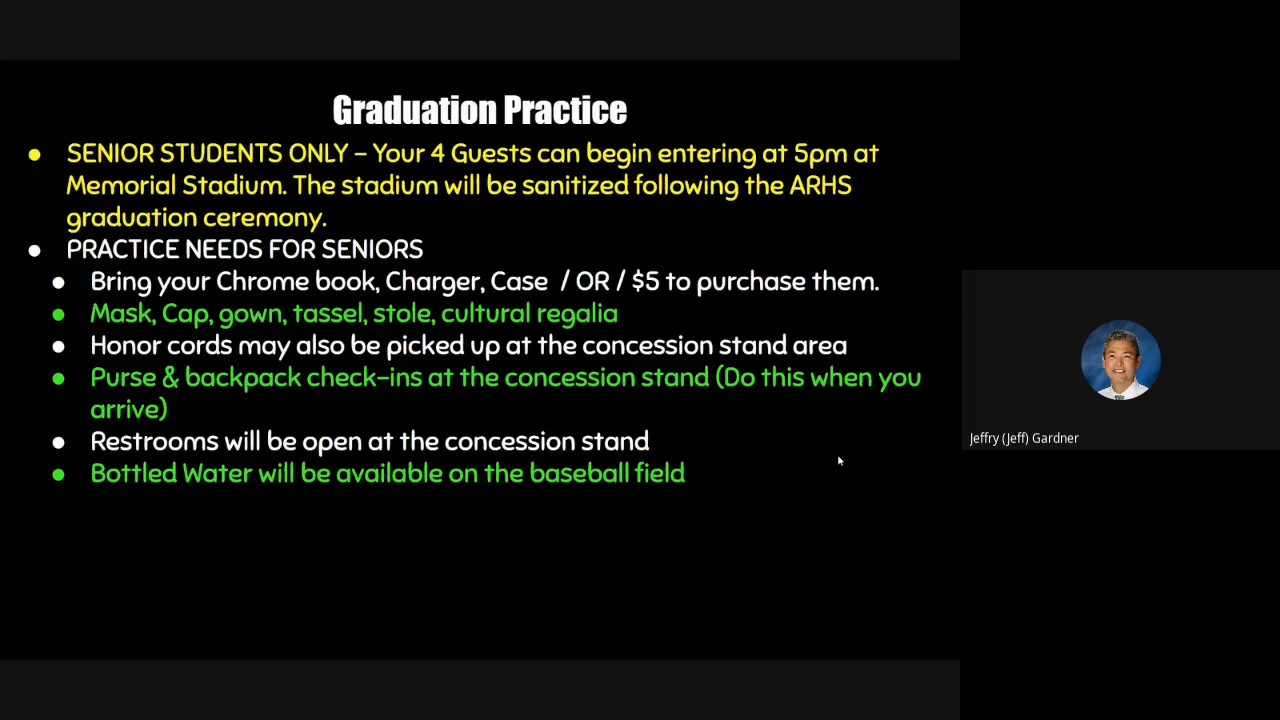 Graduation Practice
● SENIOR STUDENTS ONLY – Your 4 Guests can begin entering at 5pm at
Memorial Stadium. The stadium will be sanitized following the ARHS
graduation ceremony.
● PRACTICE NEEDS FOR SENIORS
● Bring your Chrome book, Charger, Case / OR / $5 to purchase them.
● Mask, Cap, gown, tassel, stole, cultural regalia
● Honor cords may also be picked up at the concession stand area
● Purse & backpack check-ins at the concession stand (Do this when you
arrive)
● Restrooms will be open at the concession stand
● Bottled Water will be available on the baseball field
Jeffry (Jeff) Gardner